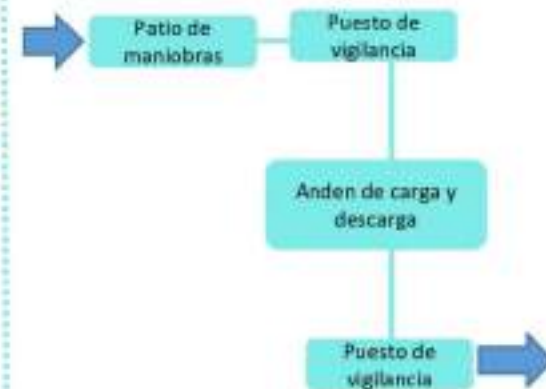 Patio de
maniobras
Puesto de
vigilancia
Anden de carga y
descarga
Puesto de
vigilancia